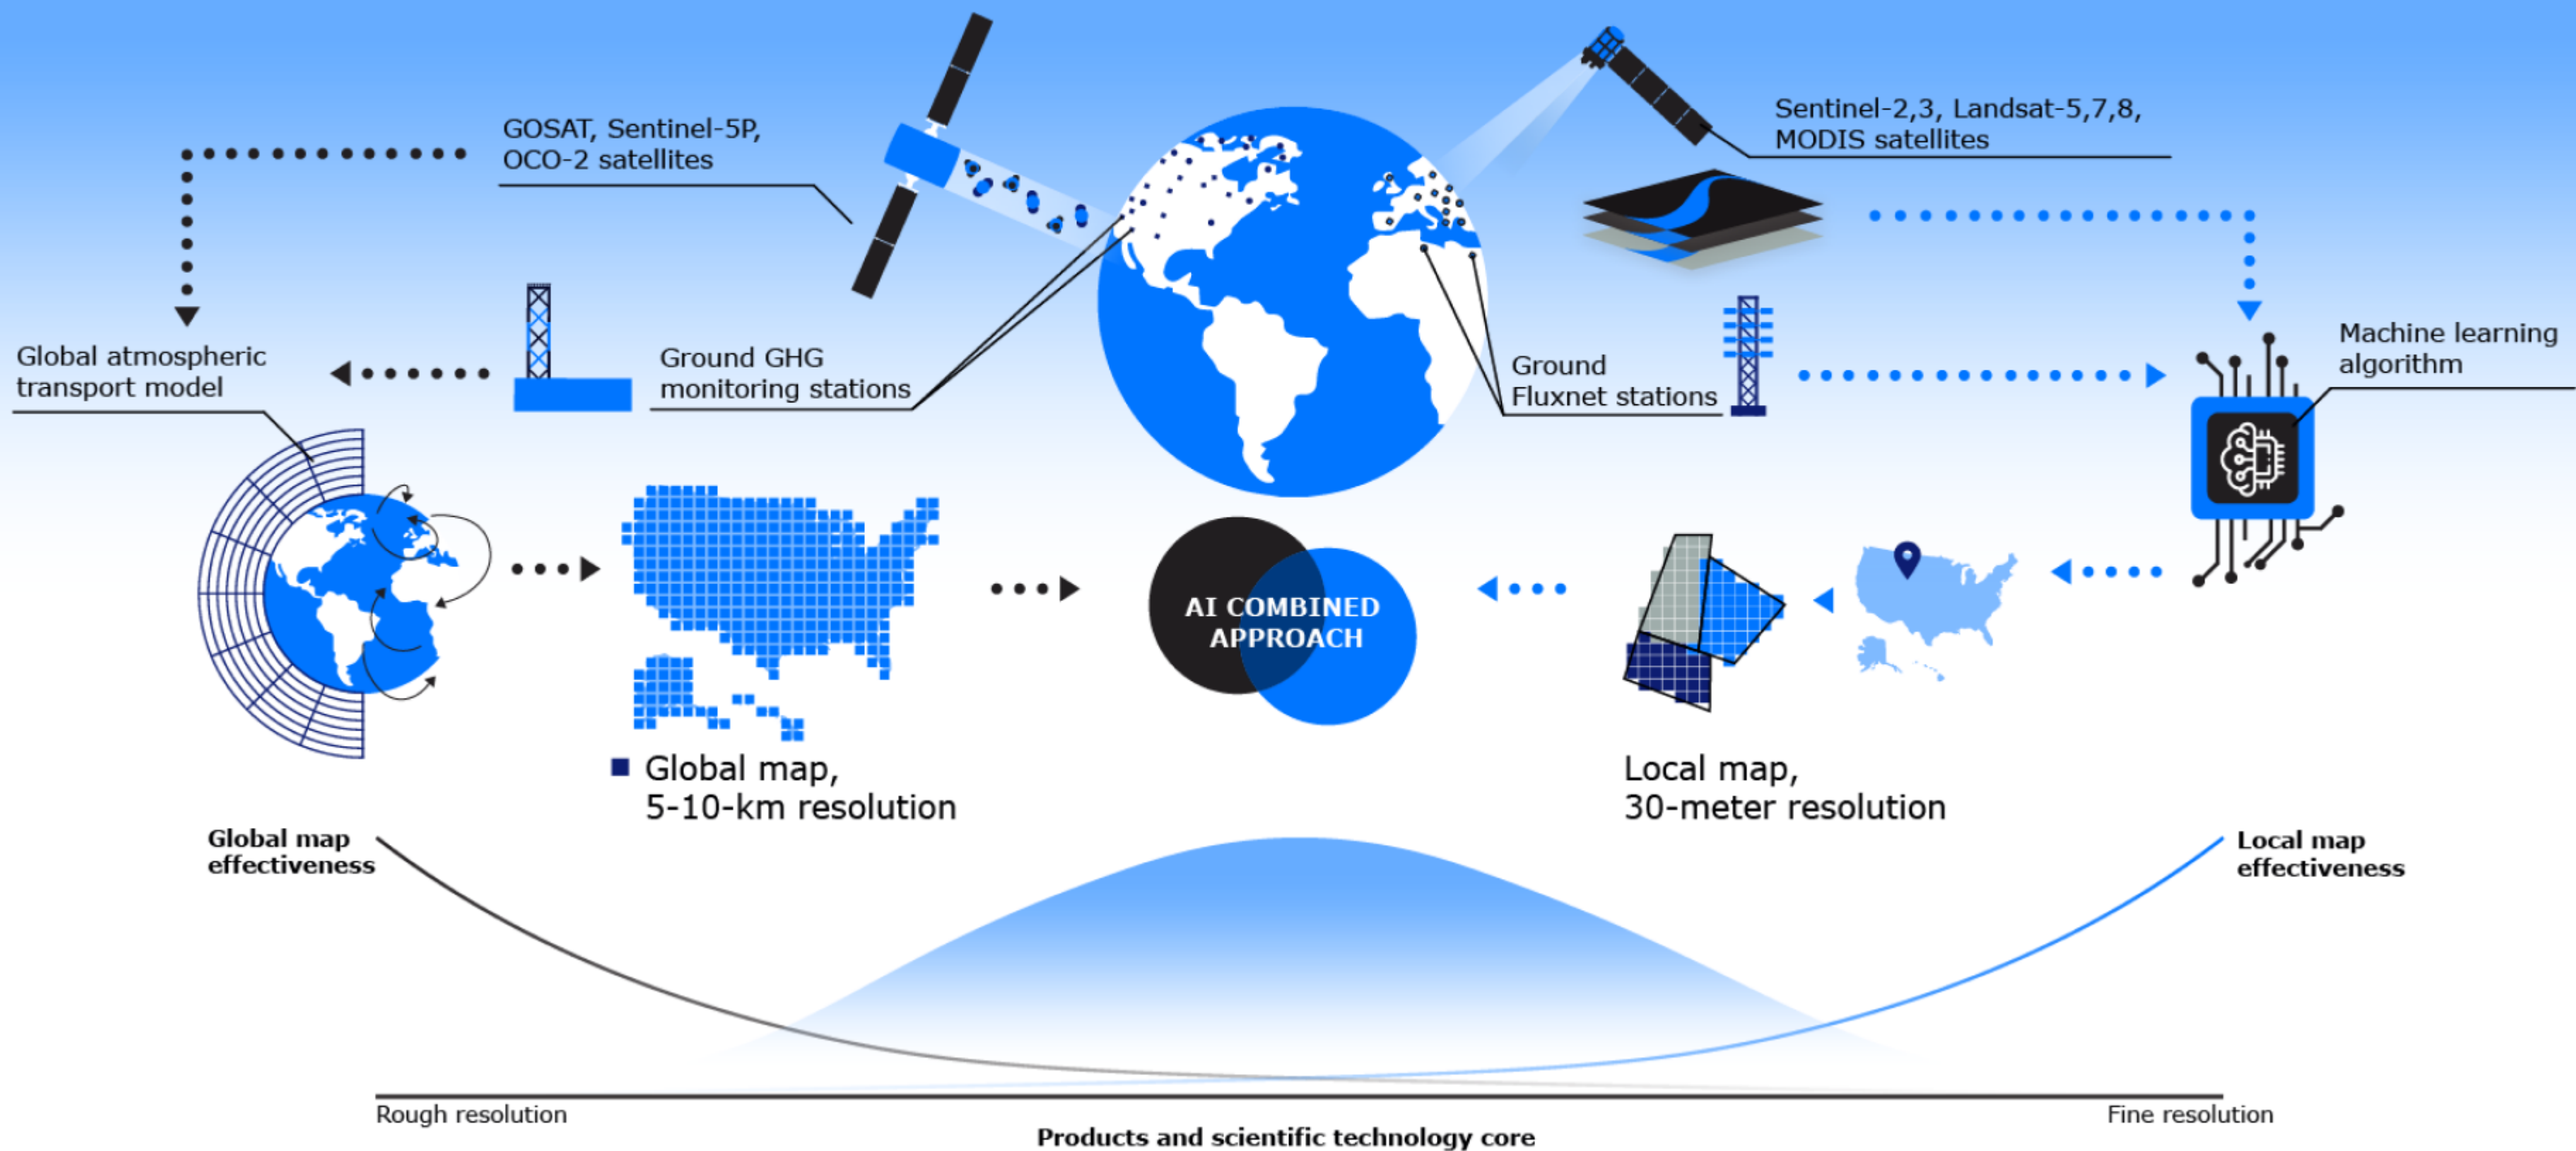 GOSAT, Sentinel-5P,
OCO-2 satellites
Sentinel-2,3, Landsat-5,7,8,
MODIS satellites
Global atmospheric
transport model
Ground GHG
monitoring stations
Ground
Fluxnet stations
Machine learning
algorithm
AI COMBINED
APPROACH
Global map,
5-10-km resolution
Local map,
30-meter resolution
Global map
effectiveness
Local map
effectiveness
Rough resolution
Fine resolution
Products and scientific technology core